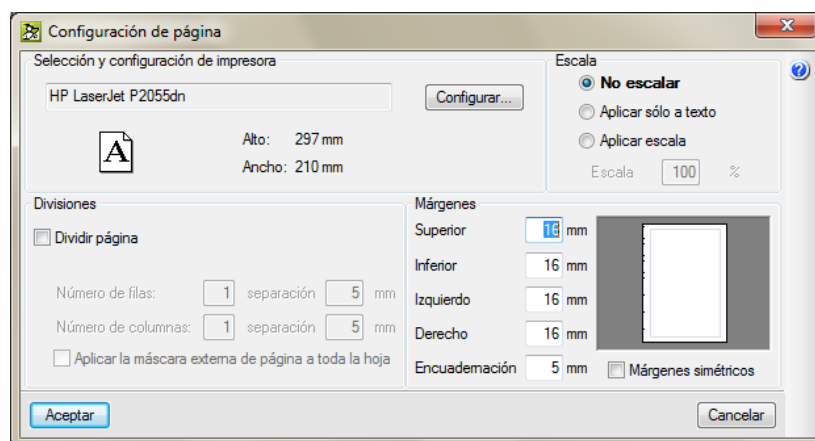 Configuración de página
Selección y configuración de impresora
HP LaserJet P2055dn
Configurar...
A
Alto: 297 mm
Ancho: 210 mm
Escala
No escalar
Aplicar sólo a texto
Aplicar escala
Escala 100 %
Divisiones
Dividir página
Número de filas: 1 separación 5 mm
Número de columnas: 1 separación 5 mm
Aplicar la máscara externa de página a toda la hoja
Márgenes
Superior 16 mm
Inferior 16 mm
Izquierdo 16 mm
Derecho 16 mm
Encuadernación 5 mm
Márgenes simétricos
Aceptar
Cancelar